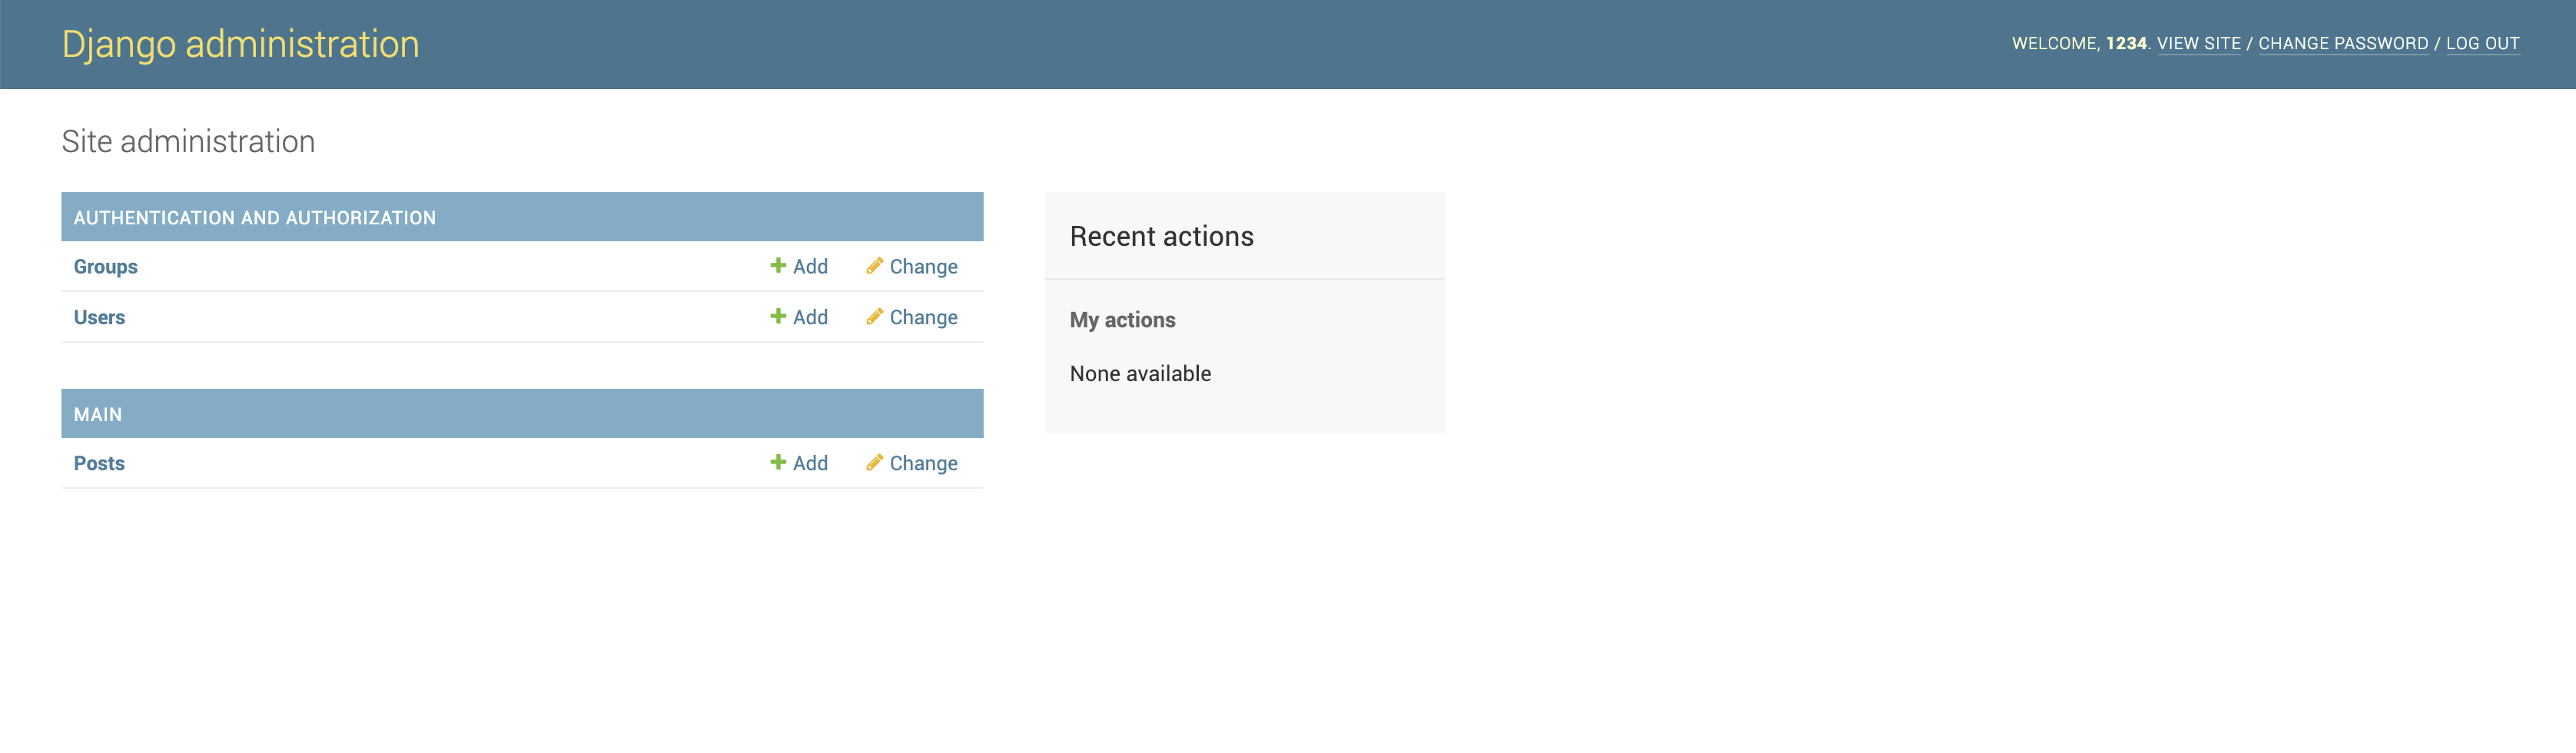 Django administration
WELCOME, 1234. VIEW SITE / CHANGE PASSWORD / LOG OUT
Site administration
AUTHENTICATION AND AUTHORIZATION
Groups Add Change
Users Add Change
MAIN
Posts Add Change
Recent actions
My actions
None available